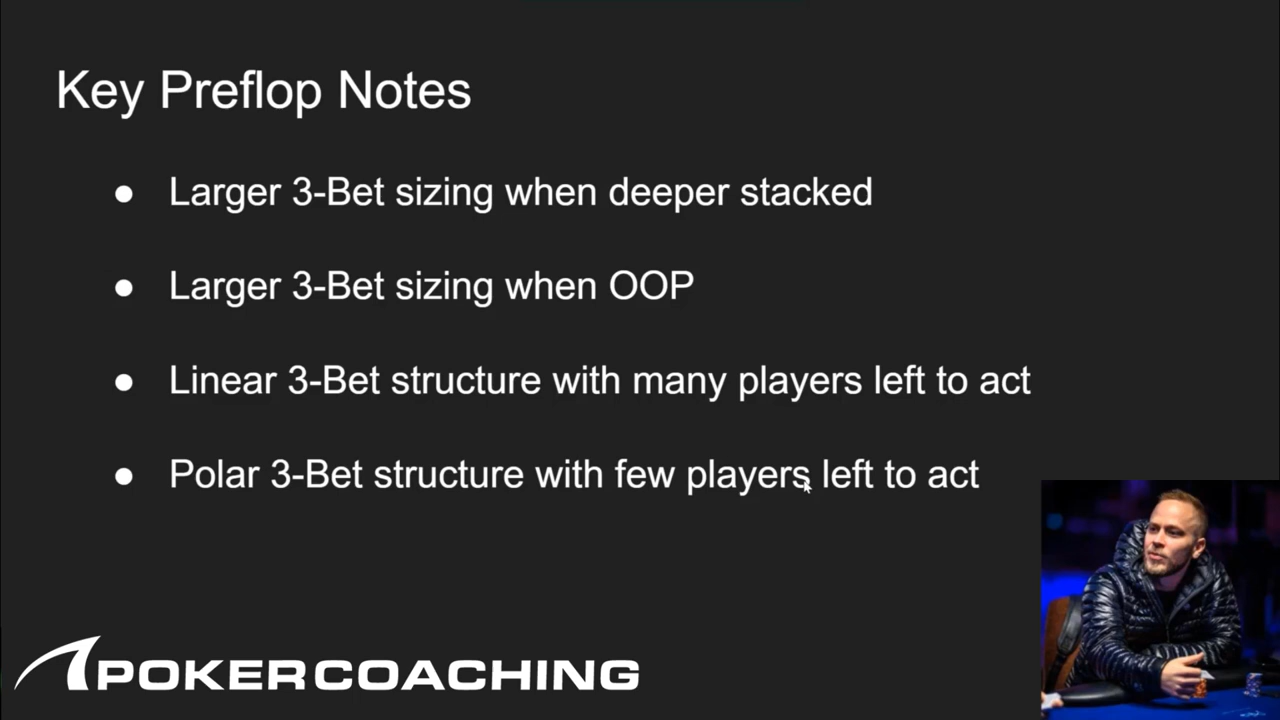 Key Preflop Notes
● Larger 3-Bet sizing when deeper stacked
● Larger 3-Bet sizing when OOP
● Linear 3-Bet structure with many players left to act
● Polar 3-Bet structure with few players left to act
POKERCOACHING